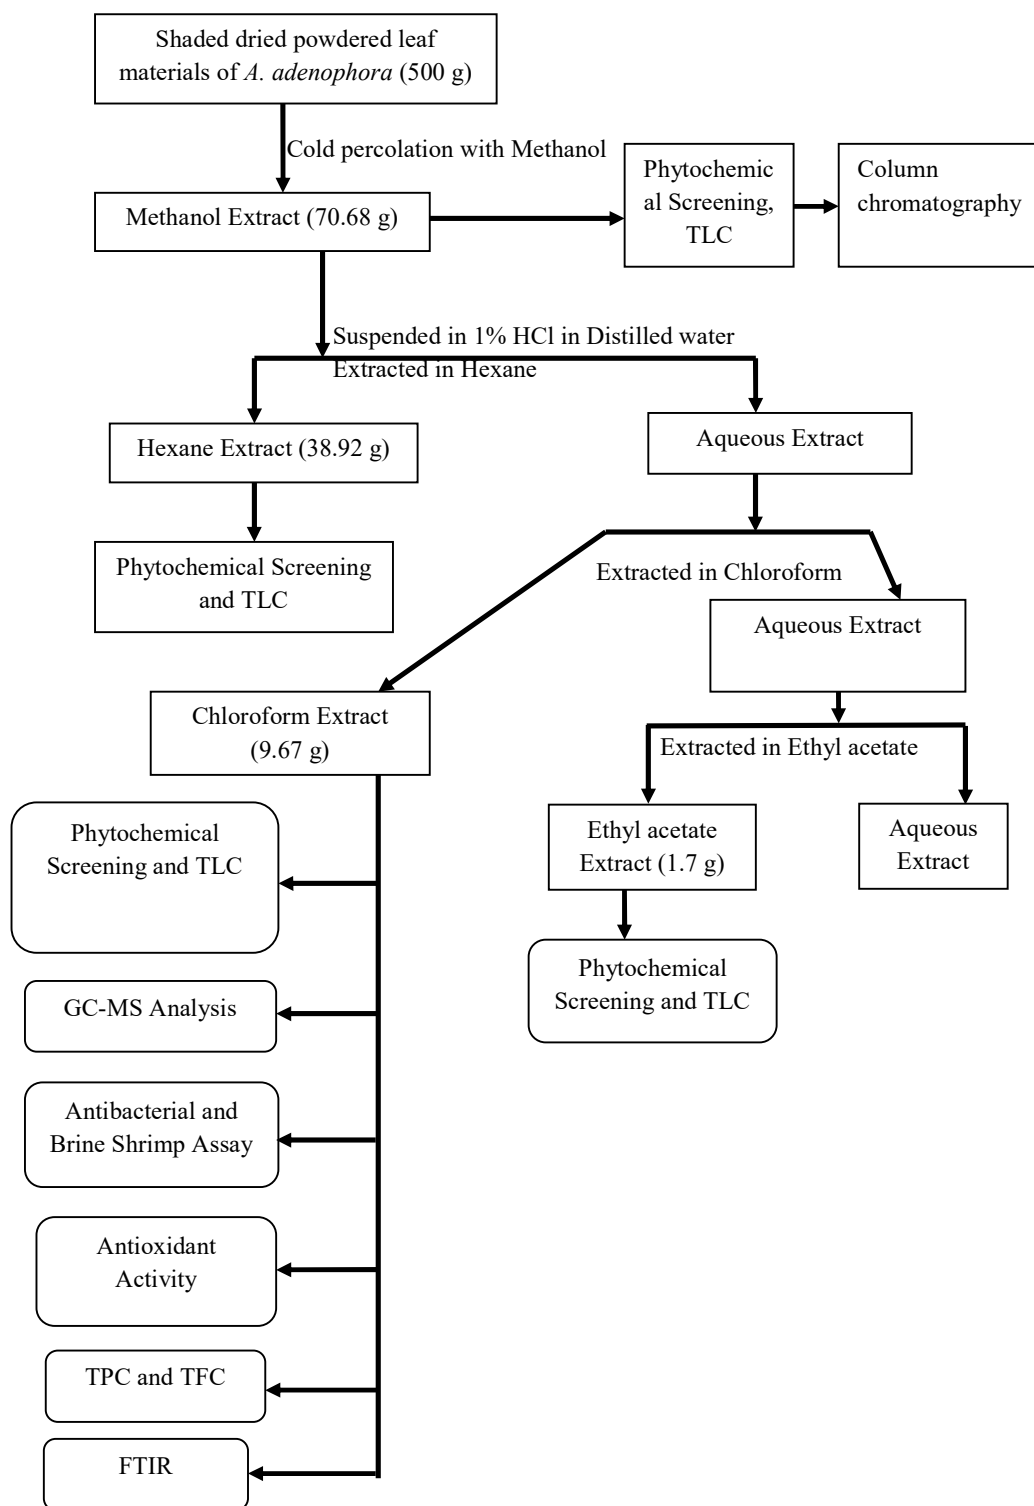 Shaded dried powdered leaf
materials of A. adenophora (500 g)
Cold percolation with Methanol
Methanol Extract (70.68 g)
Phytochemic
al Screening,
TLC
Column
chromatography
Suspended in 1% HCl in Distilled water
Extracted in Hexane
Hexane Extract (38.92 g)
Aqueous Extract
Phytochemical Screening
and TLC
Extracted in Chloroform
Aqueous Extract
Chloroform Extract
(9.67 g)
Extracted in Ethyl acetate
Ethyl acetate
Extract (1.7 g)
Aqueous
Extract
Phytochemical
Screening and TLC
Phytochemical
Screening and TLC
GC-MS Analysis
Antibacterial and
Brine Shrimp Assay
Antioxidant
Activity
TPC and TFC
FTIR